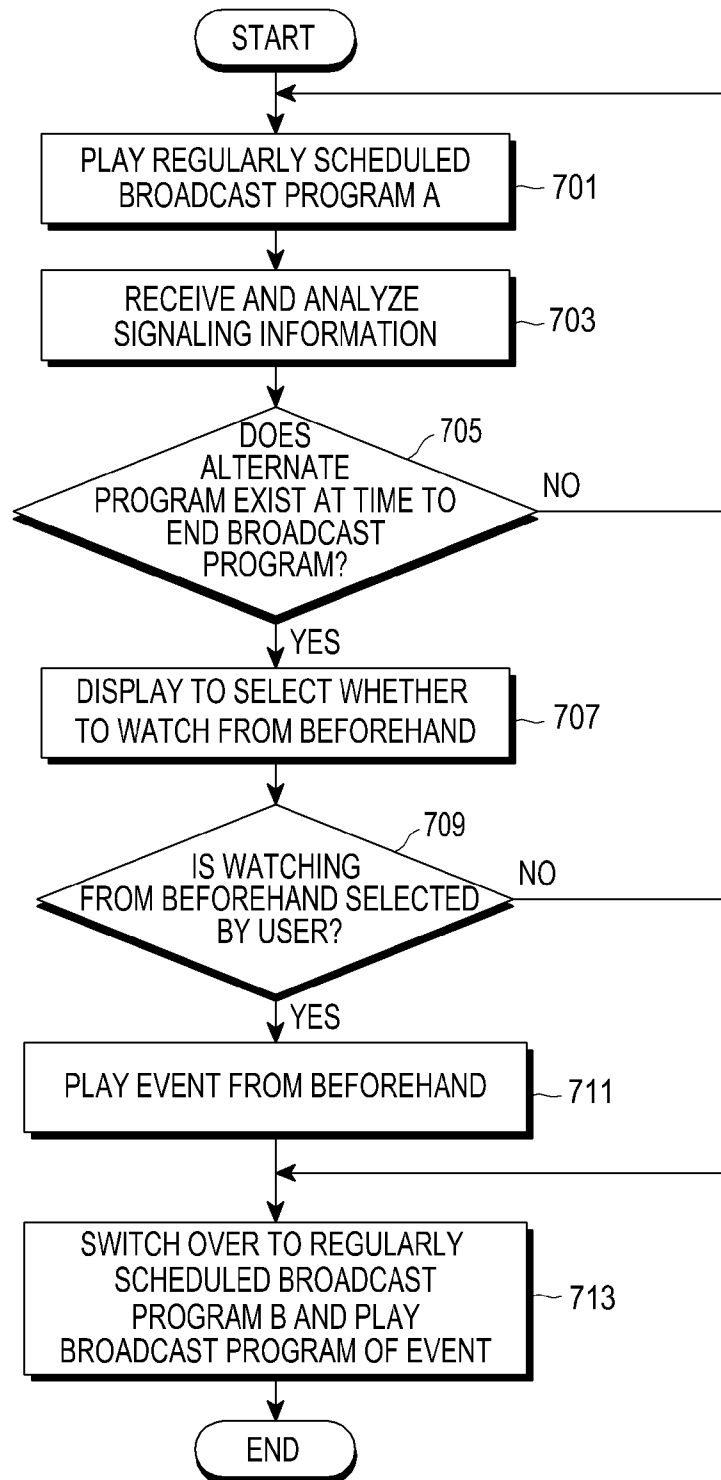 START
PLAY REGULARLY SCHEDULED
BROADCAST PROGRAM A
701
RECEIVE AND ANALYZE
SIGNALING INFORMATION
703
705
DOES
ALTERNATE
PROGRAM EXIST AT TIME TO
END BROADCAST
PROGRAM?
NO
YES
DISPLAY TO SELECT WHETHER
TO WATCH FROM BEFOREHAND
707
709
IS WATCHING
FROM BEFOREHAND SELECTED
BY USER?
NO
YES
PLAY EVENT FROM BEFOREHAND
711
SWITCH OVER TO REGULARLY
SCHEDULED BROADCAST
PROGRAM B AND PLAY
BROADCAST PROGRAM OF EVENT
713
END